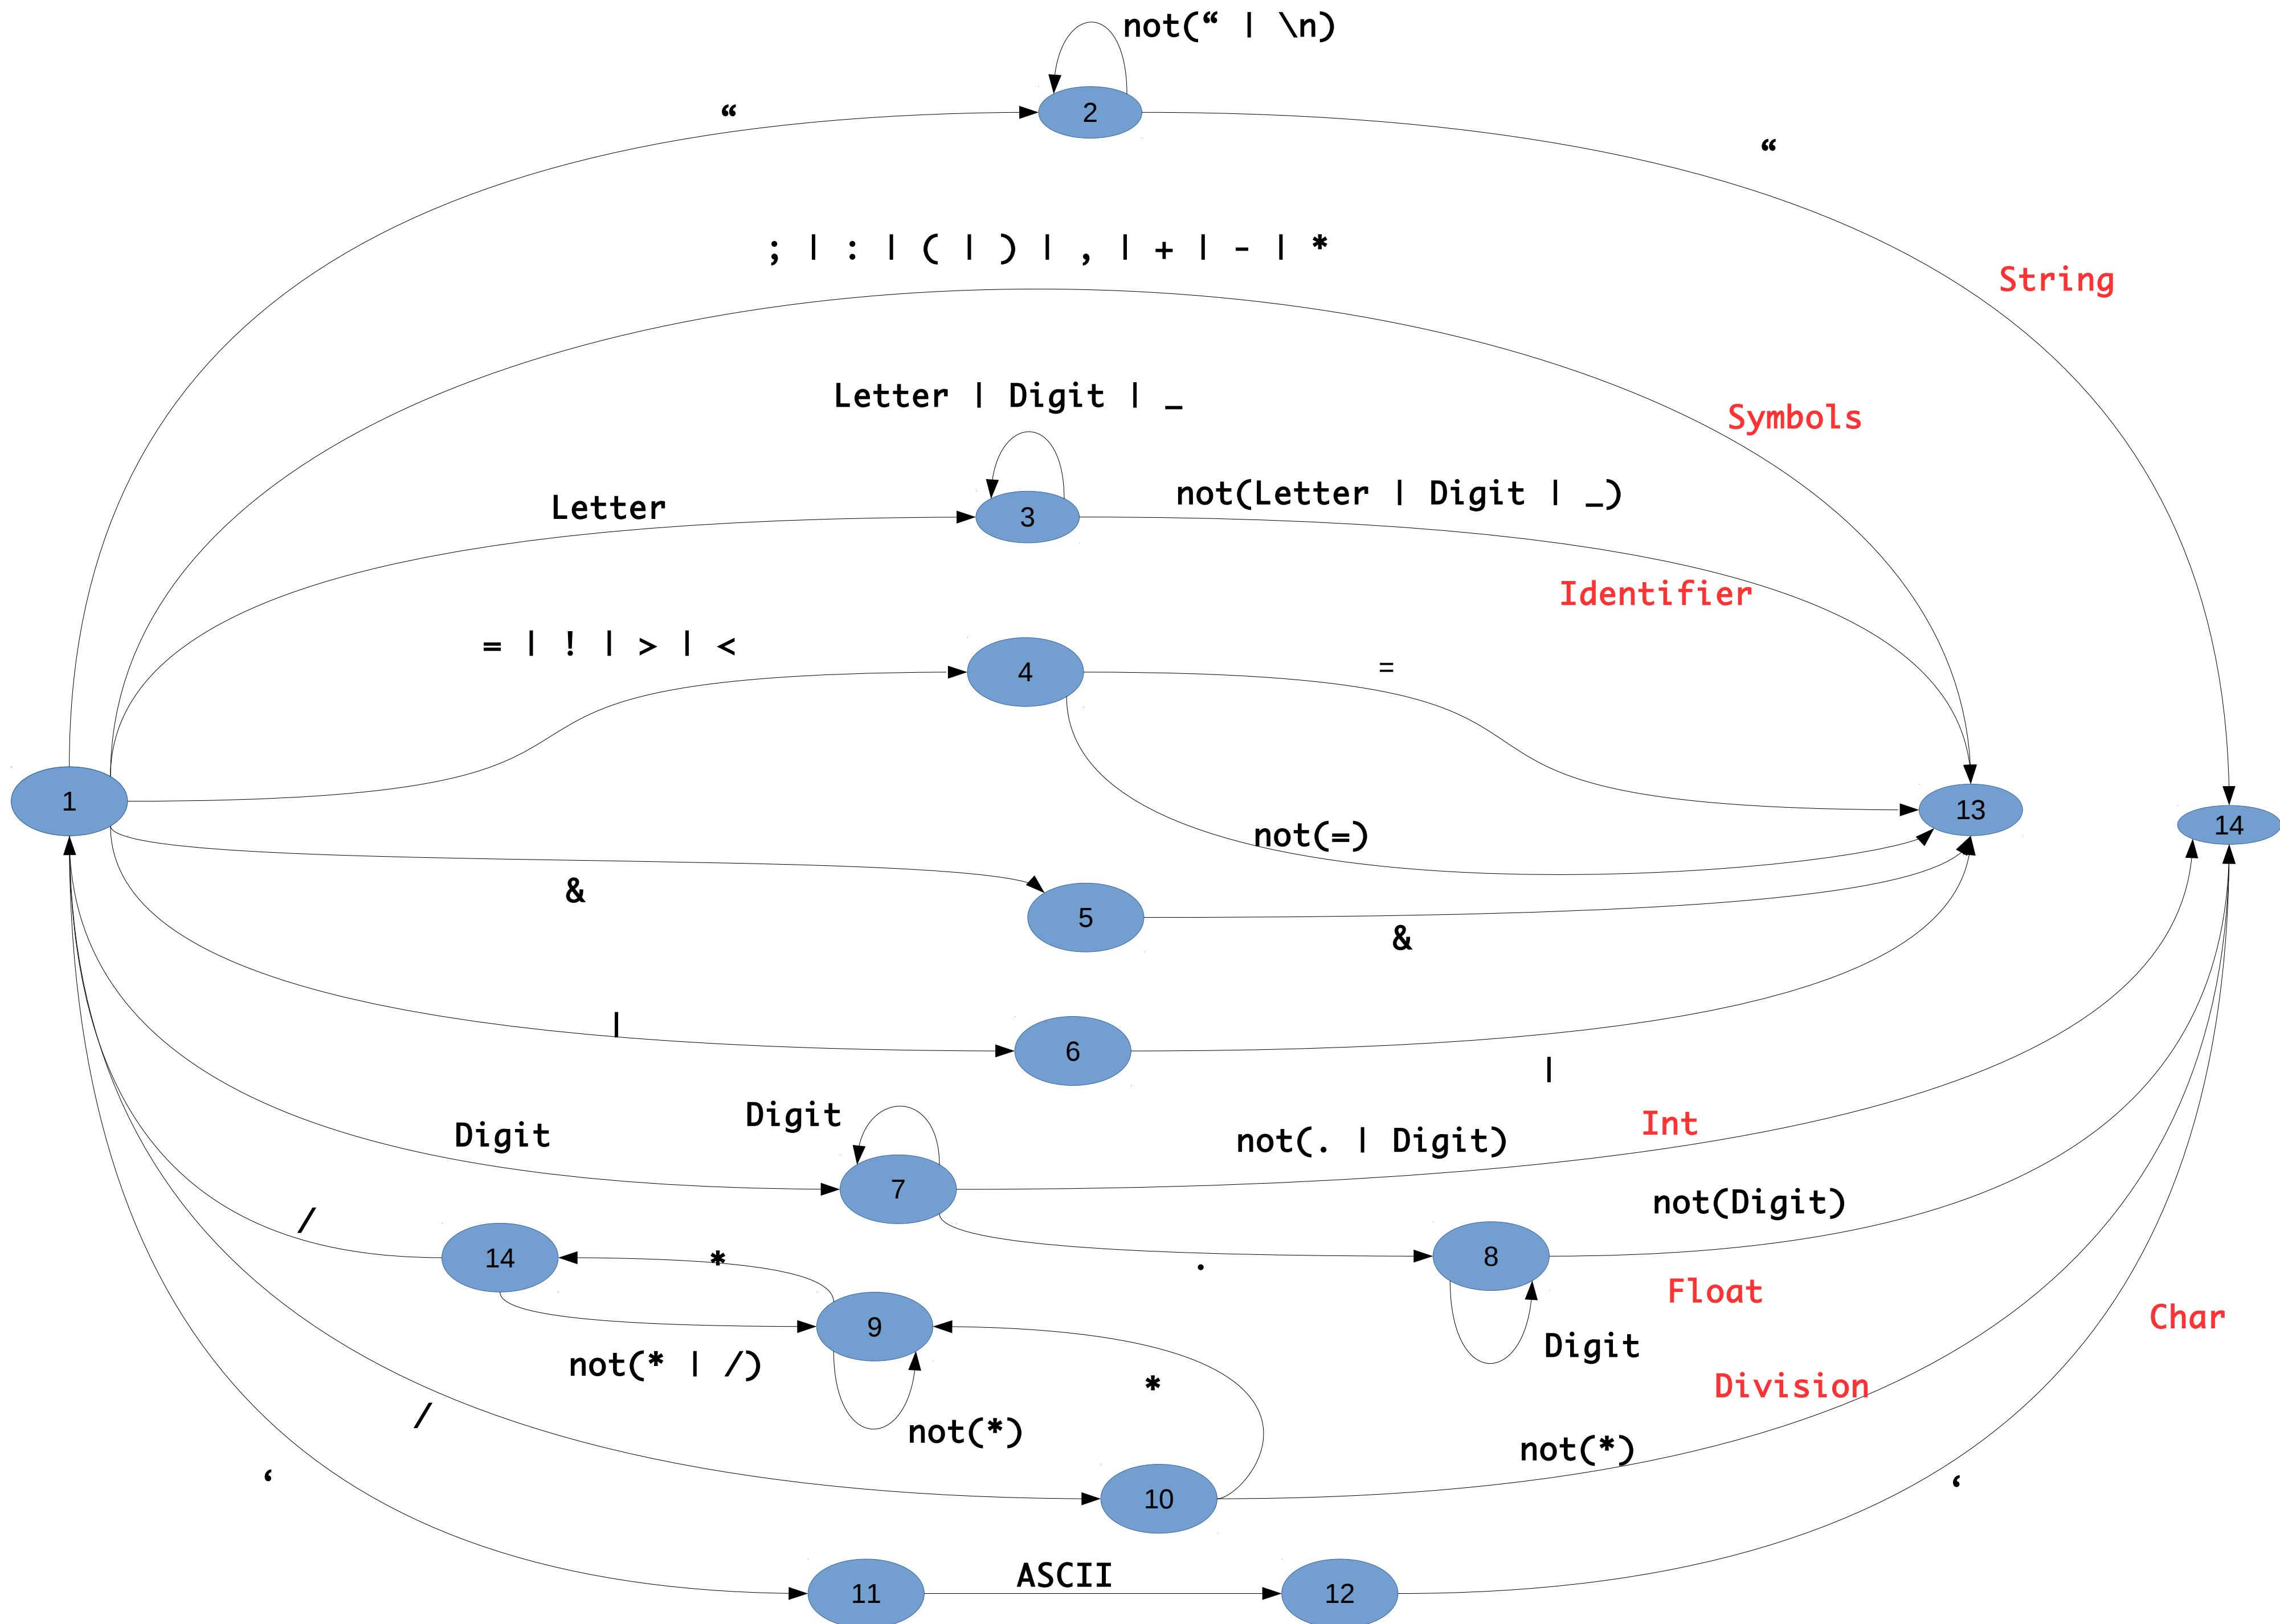 not(“ | \n)
“
2
“
; | : | ( | ) | , | + | - | *
String
Letter | Digit | _
Symbols
Letter
3
not(Letter | Digit | _)
Identifier
= | ! | > | <
4
=
1
13
14
not(=)
&
5
&
|
6
|
Digit
Digit
not(. | Digit)
Int
7
not(Digit)
/
14
*
.
8
Float
9
Digit
Char
not(* | /)
*
Division
/
not(*)
not(*)
‘
10
‘
11
ASCII
12